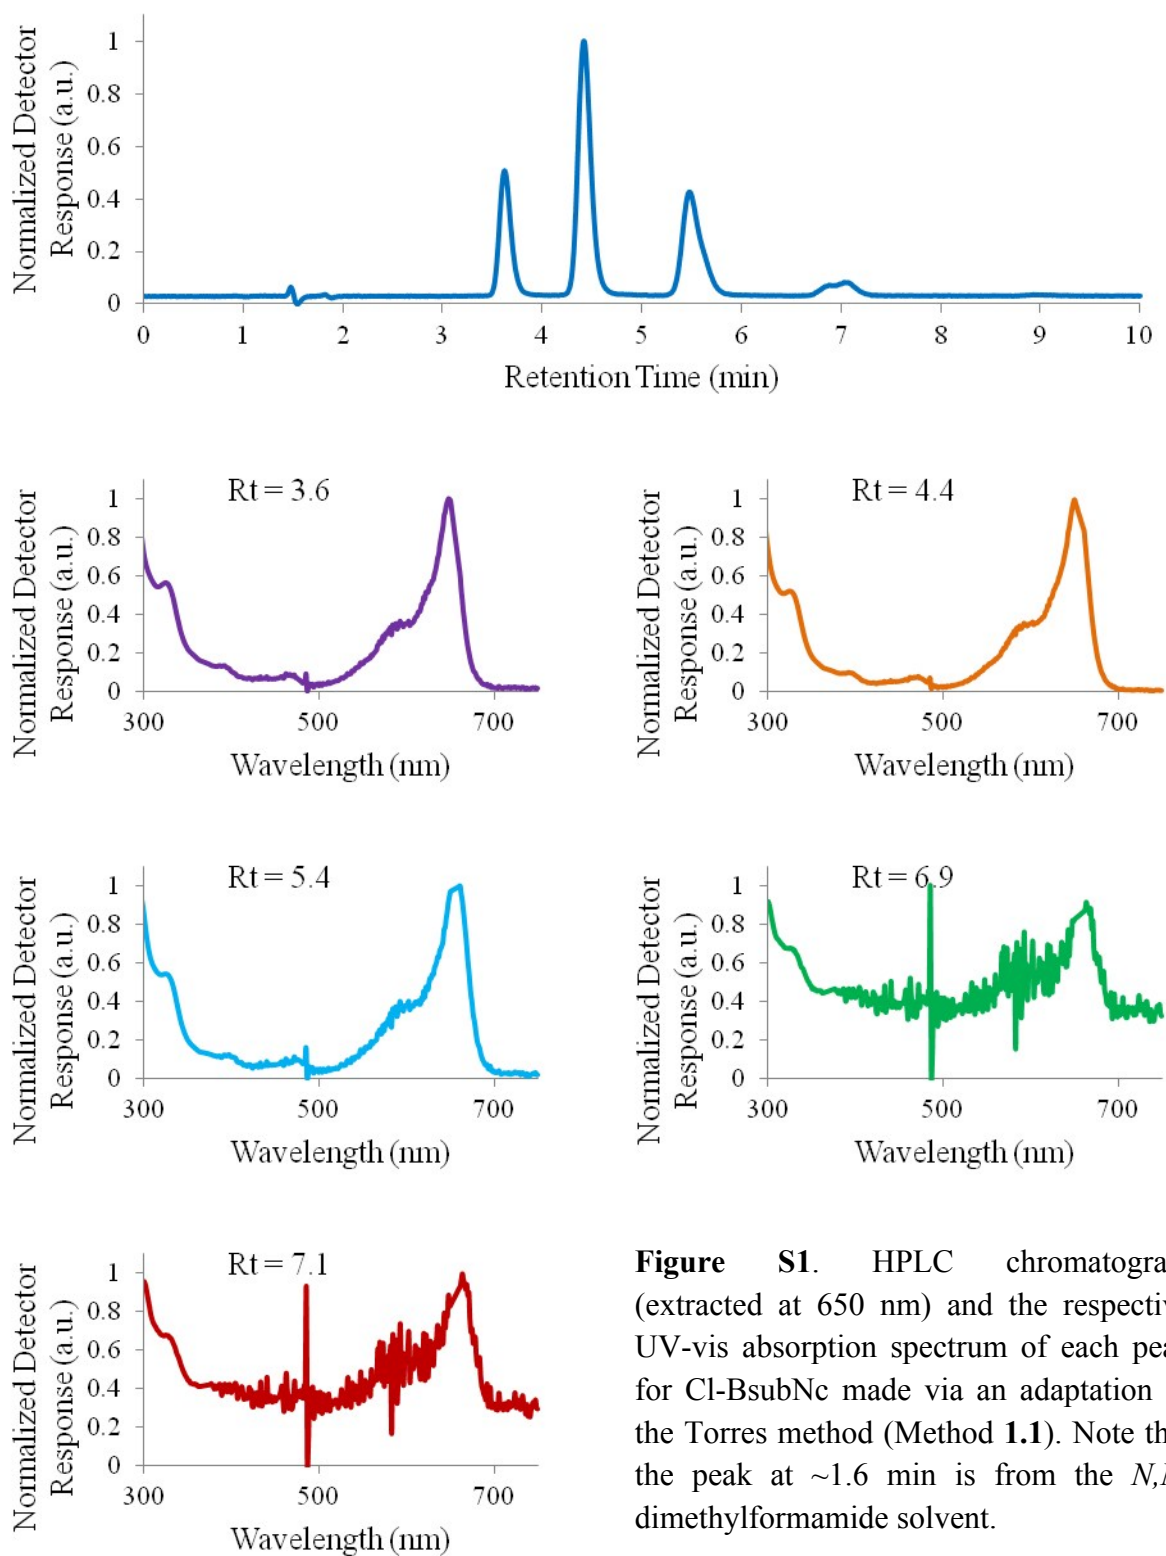 Normalized Detector
Response (a.u.)
1
0.8
0.6
0.4
0.2
0
0 1 2 3 4 5 6 7 8 9 10
Retention Time (min)
Rt = 3.6
Normalized Detector
Response (a.u.)
1
0.8
0.6
0.4
0.2
0
300 500 700
Wavelength (nm)
Rt = 4.4
Normalized Detector
Response (a.u.)
1
0.8
0.6
0.4
0.2
0
300 500 700
Wavelength (nm)
Rt = 5.4
Normalized Detector
Response (a.u.)
1
0.8
0.6
0.4
0.2
0
300 500 700
Wavelength (nm)
Rt = 6.9
Normalized Detector
Response (a.u.)
1
0.8
0.6
0.4
0.2
0
300 500 700
Wavelength (nm)
Rt = 7.1
Normalized Detector
Response (a.u.)
1
0.8
0.6
0.4
0.2
0
300 500 700
Wavelength (nm)
Figure S1. HPLC chromatogra
(extracted at 650 nm) and the respectiv
UV-vis absorption spectrum of each pea
for Cl-BsubNc made via an adaptation
the Torres method (Method 1.1). Note th
the peak at ~1.6 min is from the N,
dimethylformamide solvent.